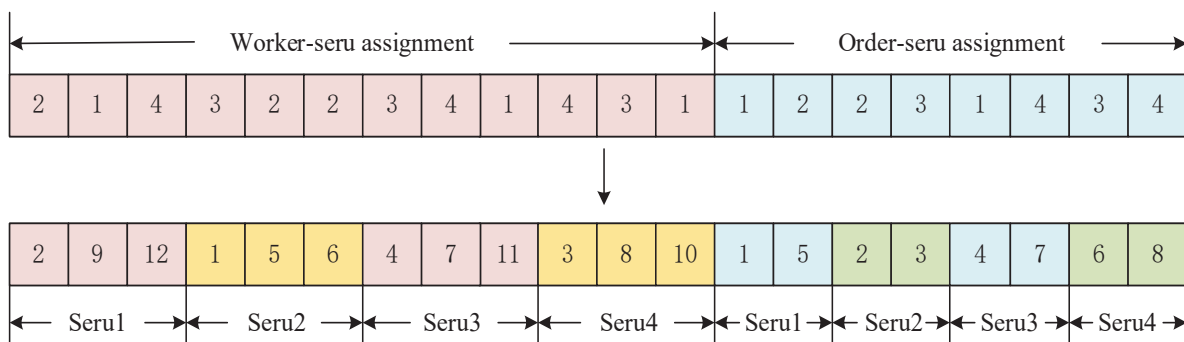 Worker-seru assignment Order-seru assignment
2 1 4 3 2 2 3 4 1 4 3 1 1 2 2 3 1 4 3 4
2 9 12 1 5 6 4 7 11 3 8 10 1 5 2 3 4 7 6 8
Seru1 Seru2 Seru3 Seru4 Seru1 Seru2 Seru3 Seru4